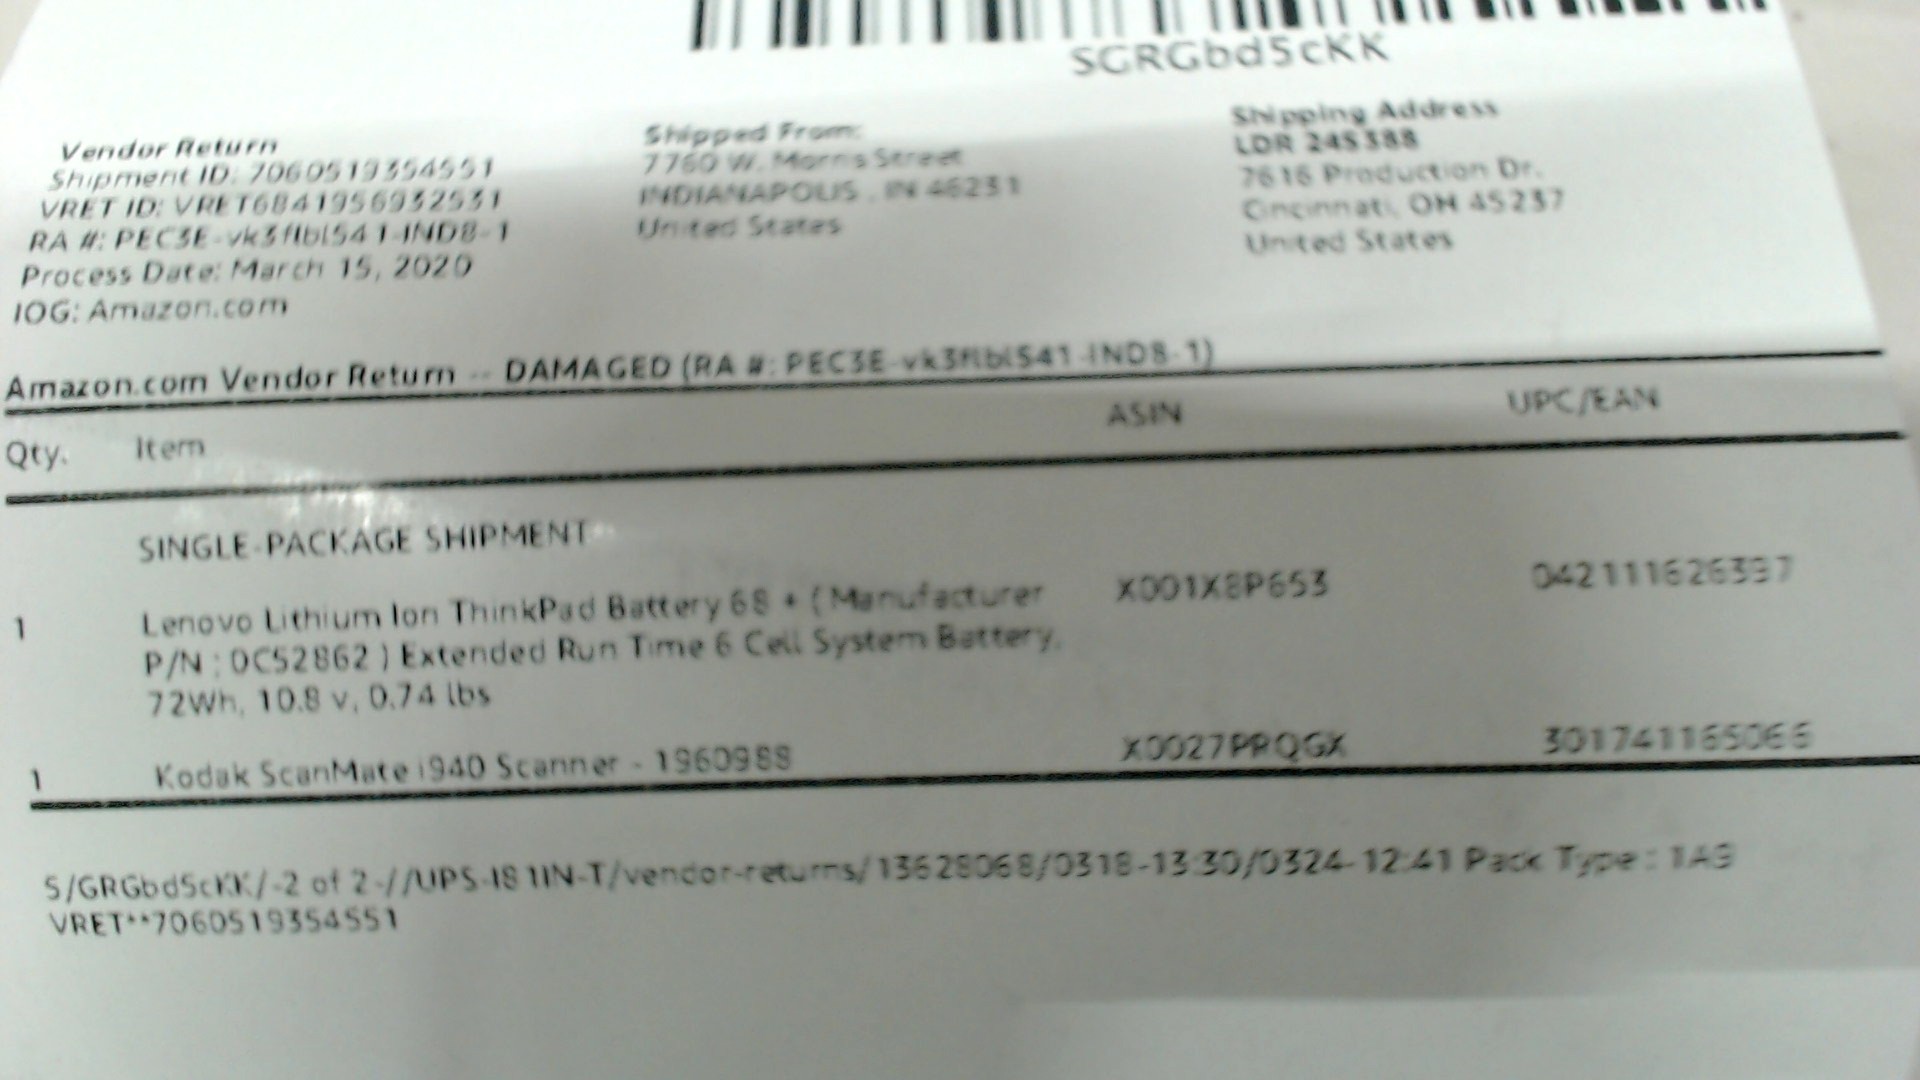 SGRGbd5cKK
Vendor Return
Shipment ID: 7060519354551
VRET ID: VRET6841956932531
RA #: PEC3E-vk3flbl541-IND8-1
Process Date: March 15, 2020
IOG: Amazon.com
Shipped From:
7760 W. Morris Street
INDIANAPOLIS , IN 46231
United States
Shipping Address
LDR 245388
7616 Production Dr.
Cincinnati, OH 45237
United States
Amazon.com Vendor Return -- DAMAGED (RA #: PEC3E-vk3flbl541-IND8-1)
Qty. Item ASIN UPC/EAN
SINGLE-PACKAGE SHIPMENT
1 Lenovo Lithium Ion ThinkPad Battery 68 + ( Manufacturer X001X8P653 042111626397
P/N : 0C52862 ) Extended Run Time 6 Cell System Battery,
72Wh, 10.8 v, 0.74 lbs
1 Kodak ScanMate i940 Scanner - 1960988 X0027PRQGX 301741165066
S/GRGbd5cKK/-2 of 2-//UPS-I81IN-T/vendor-returns/13628068/0318-13:30/0324-12:41 Pack Type : 1A9
VRET**7060519354551